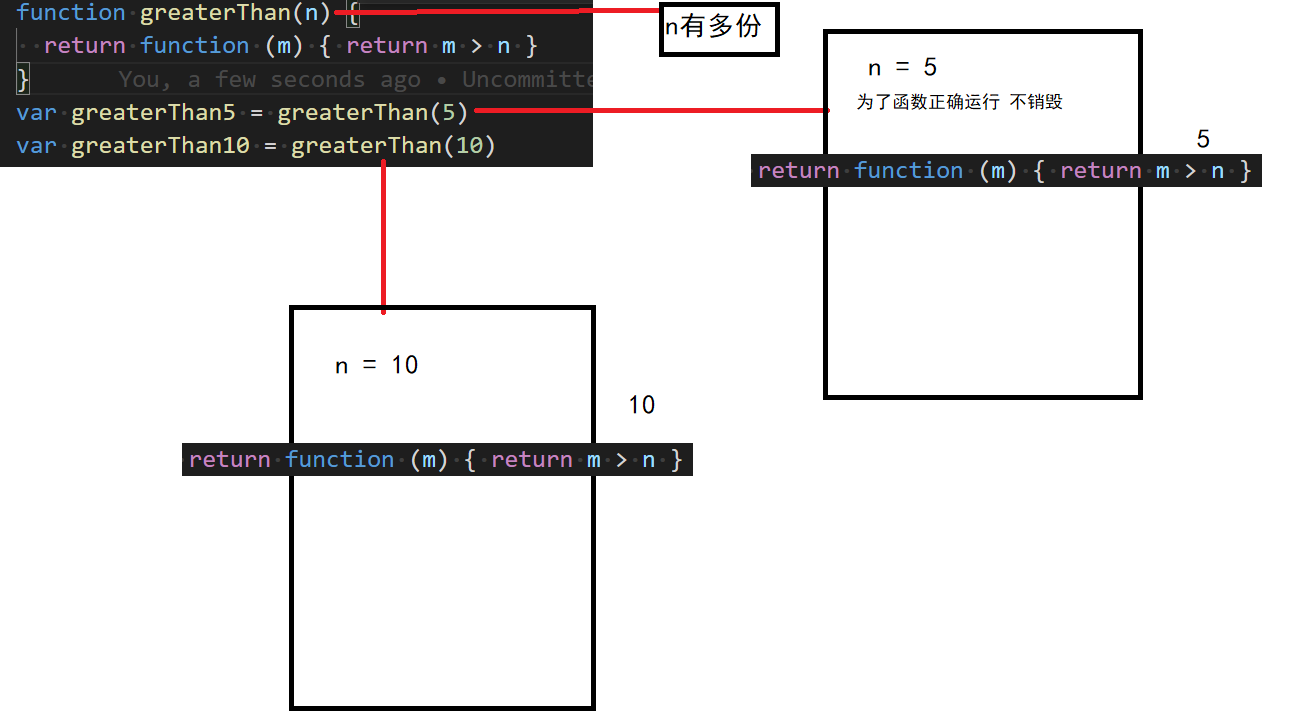 function greaterThan(n) {
return function (m) { return m > n }
}
You, a few seconds ago • Uncommitte
var greaterThan5 = greaterThan(5)
var greaterThan10 = greaterThan(10)
n有多份
n = 5
为了函数正确运行 不销毁
5
return function (m) { return m > n }
n = 10
10
return function (m) { return m > n }